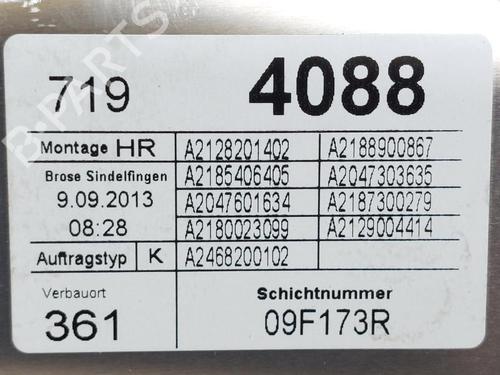 719 4088
Montage HR A2128201402 A2188900867
Brose Sindelfingen A2185406405 A2047303635
9.09.2013 A2047601634 A2187300279
08:28 A2180023099 A2129004414
Auftragstyp K A2468200102
Verbauort Schichtnummer
361 09F173R
B-PARTS